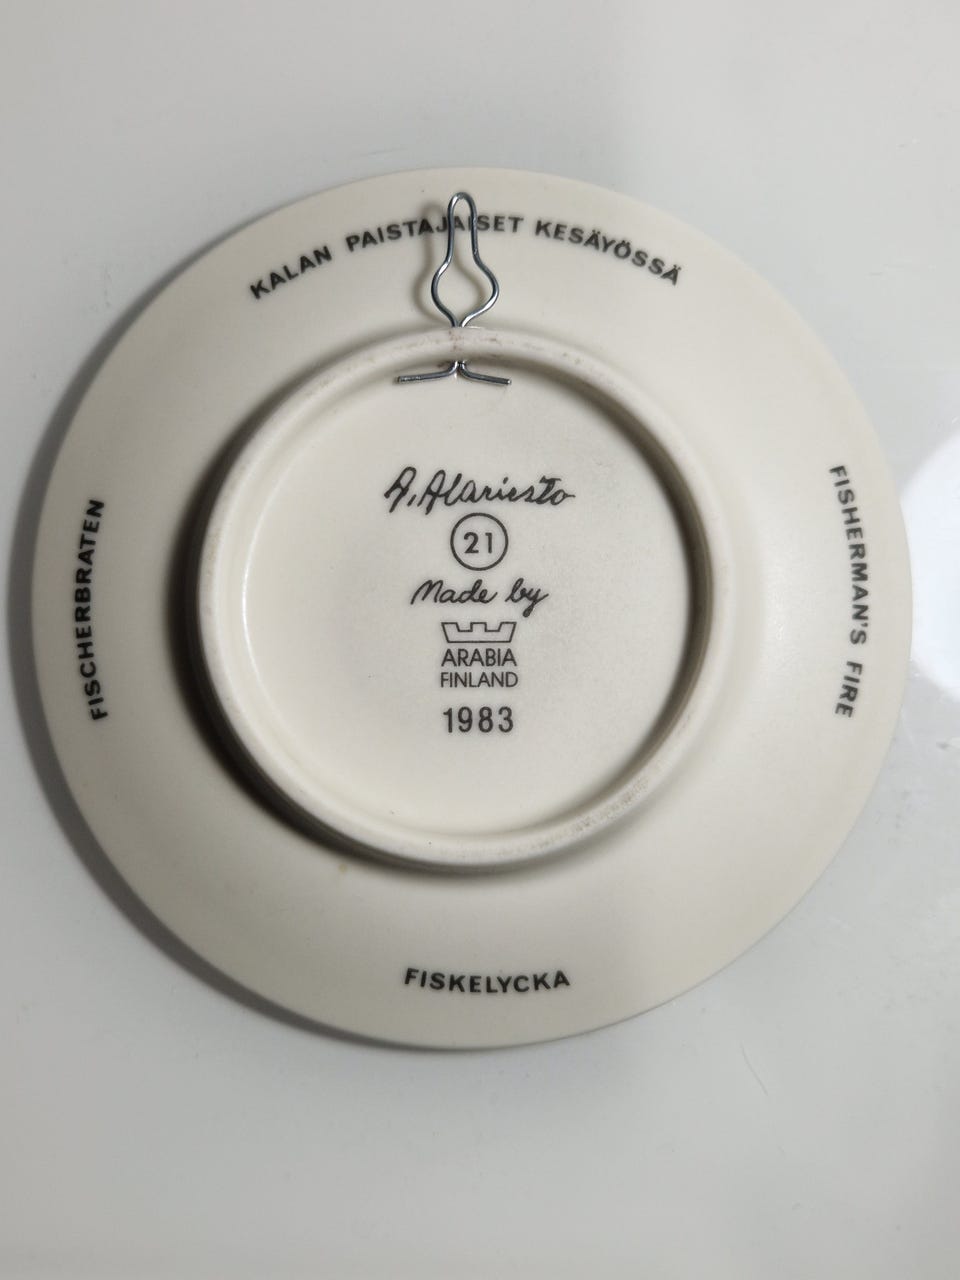 KALAN PAISTAJAISET KESÄYÖSSÄ
FISCHERBRATEN
FISHERMAN'S FIRE
A. Alariesto
21
Made by
ARABIA
FINLAND
1983
FISKELYCKA